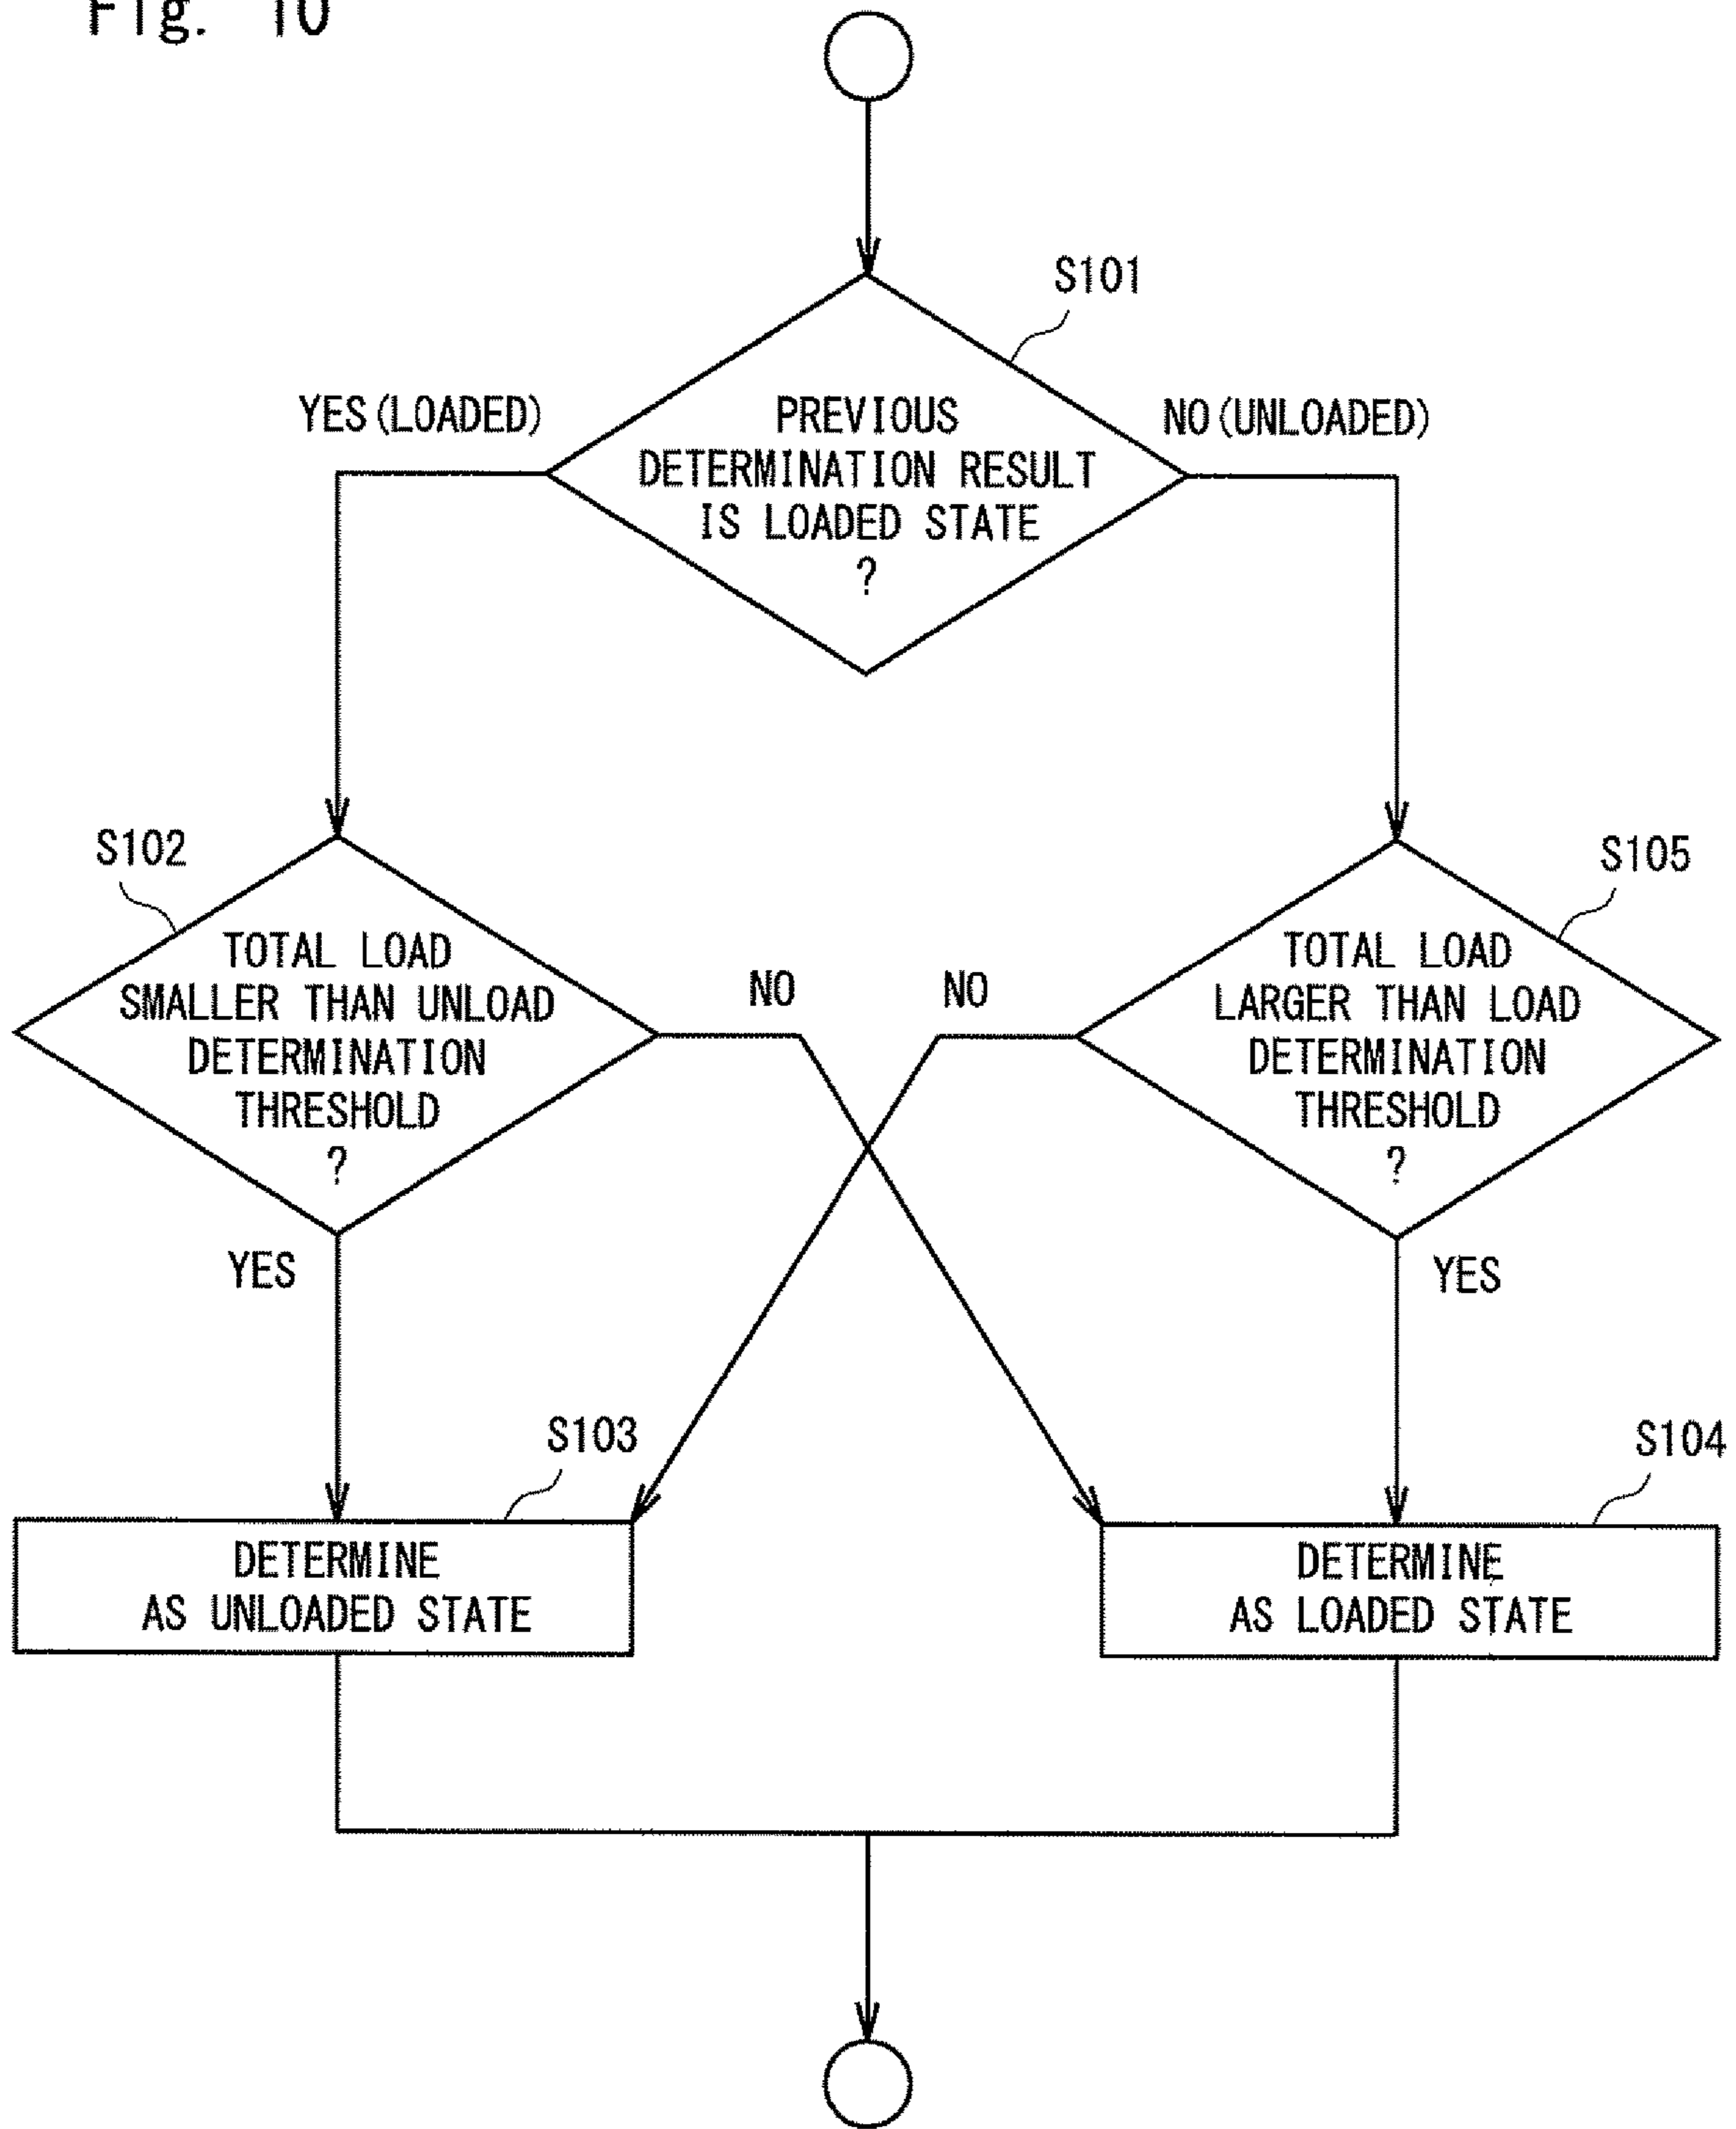 Fig. 10
S101
YES(LOADED)
PREVIOUS
DETERMINATION RESULT
IS LOADED STATE
?
NO(UNLOADED)
S102
TOTAL LOAD
SMALLER THAN UNLOAD
DETERMINATION
THRESHOLD
?
NO
YES
S105
TOTAL LOAD
LARGER THAN LOAD
DETERMINATION
THRESHOLD
?
NO
YES
S103
DETERMINE
AS UNLOADED STATE
S104
DETERMINE
AS LOADED STATE